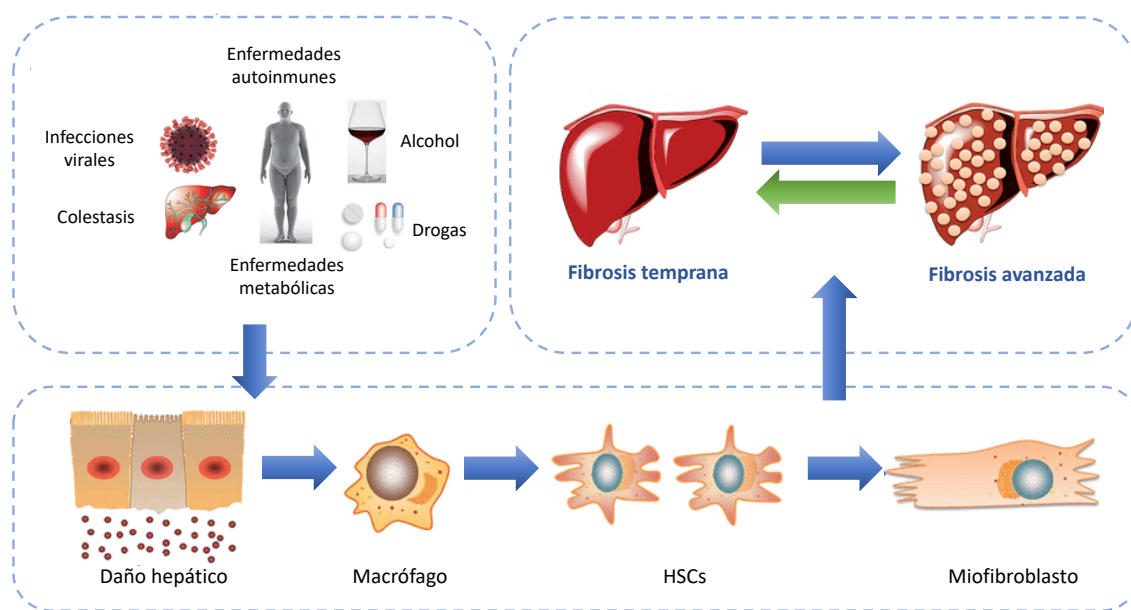 Enfermedades
autoinmunes
Infecciones
virales
Alcohol
Colestasis
Drogas
Enfermedades
metabólicas
Fibrosis temprana
Fibrosis avanzada
Daño hepático
Macrófago
HSCs
Miofibroblasto